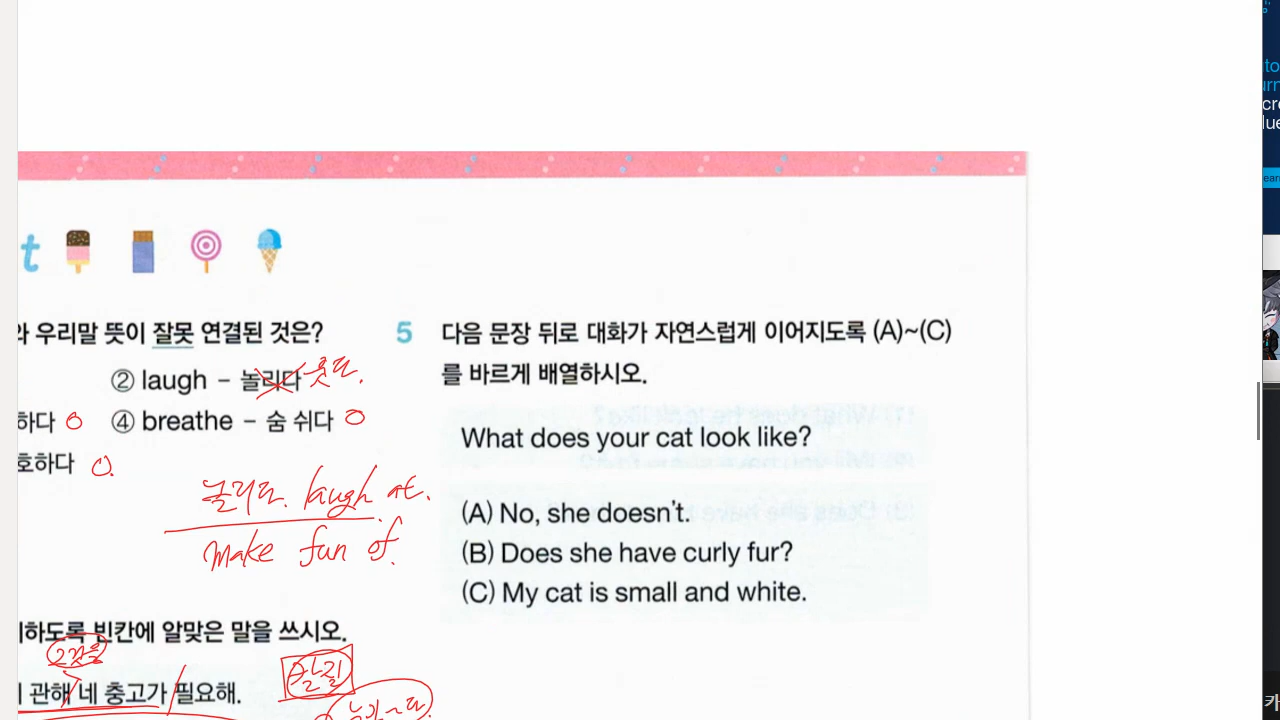 t
와 우리말 뜻이 잘못 연결된 것은?
② laugh - 놀리다 웃다.
하다 ④ breathe - 숨 쉬다
호하다
놀리다. laugh at.
make fun of.
하도록 빈칸에 알맞은 말을 쓰시오.
그것을
관해 네 충고가 필요해.
5 다음 문장 뒤로 대화가 자연스럽게 이어지도록 (A)~(C)
를 바르게 배열하시오.
What does your cat look like?
(A) No, she doesn't.
(B) Does she have curly fur?
(C) My cat is small and white.
카